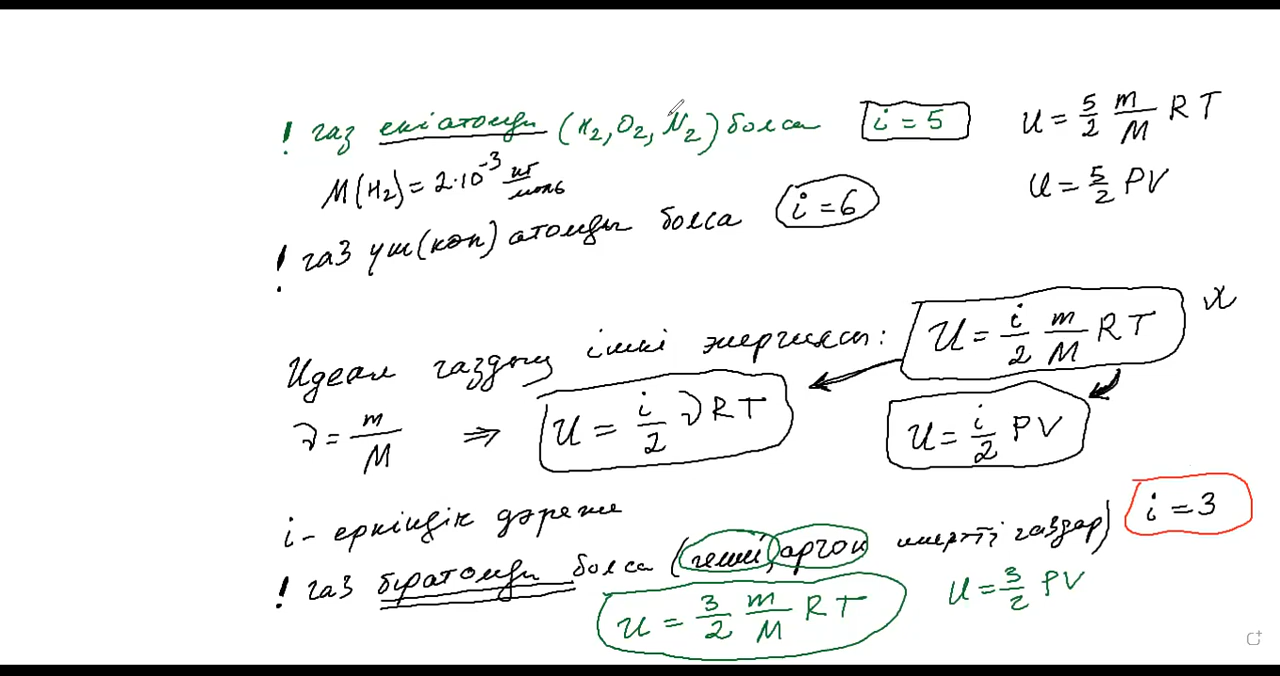 ! газ екіатомды (H₂, O₂, N₂) болса i = 5 U = 5/2 m/M RT
M(H₂) = 2·10⁻³ кг/моль U = 5/2 PV
! газ үш(көп) атомды болса i = 6
Идеал газдың ішкі энергиясы: U = i/2 m/M RT
ν = m/M ⇒ U = i/2 νRT U = i/2 PV
i - еркіндік дәреже i = 3
! газ біратомды болса (гелий, аргон инертті газдар)
U = 3/2 m/M RT U = 3/2 PV